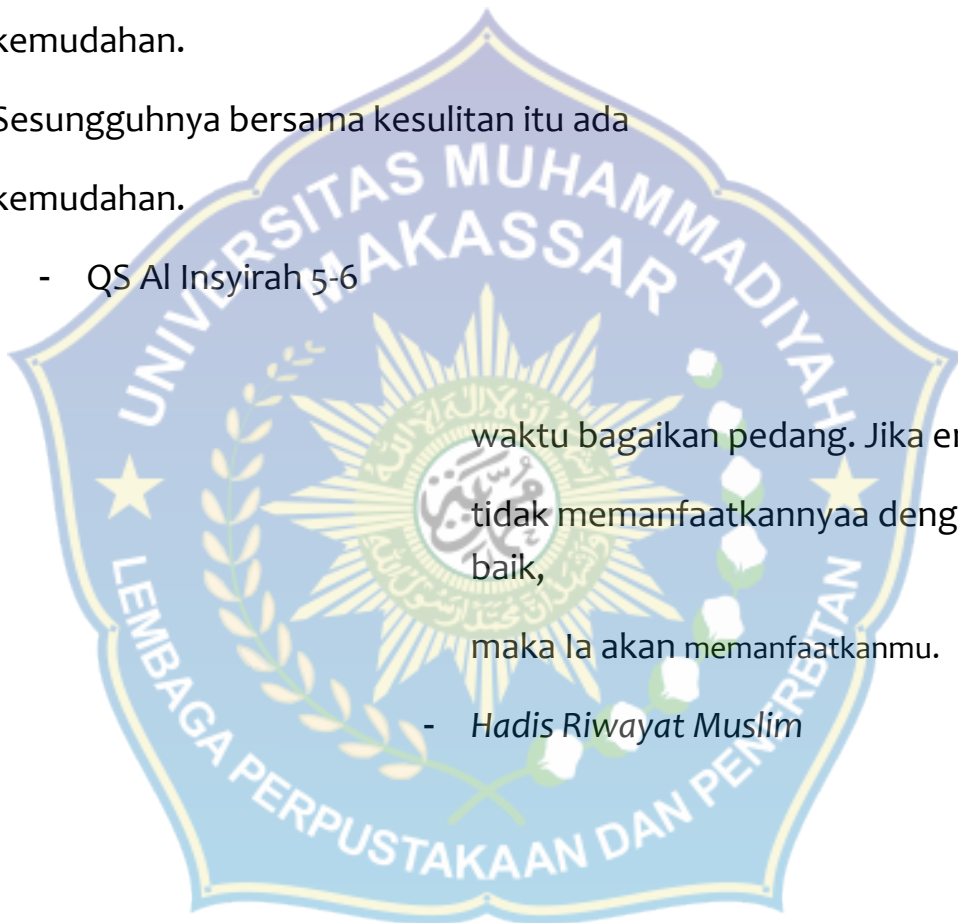 kemudahan.
Sesungguhnya bersama kesulitan itu ada
kemudahan.
- QS Al Insyirah 5-6
UNIVERSITAS MUHAMMADIYAH
MAKASSAR
waktu bagaikan pedang. Jika en
tidak memanfaatkannyaa deng
baik,
maka Ia akan memanfaatkanmu.
- Hadis Riwayat Muslim
LEMBAGA PERPUSTAKAAN DAN PENERBITAN